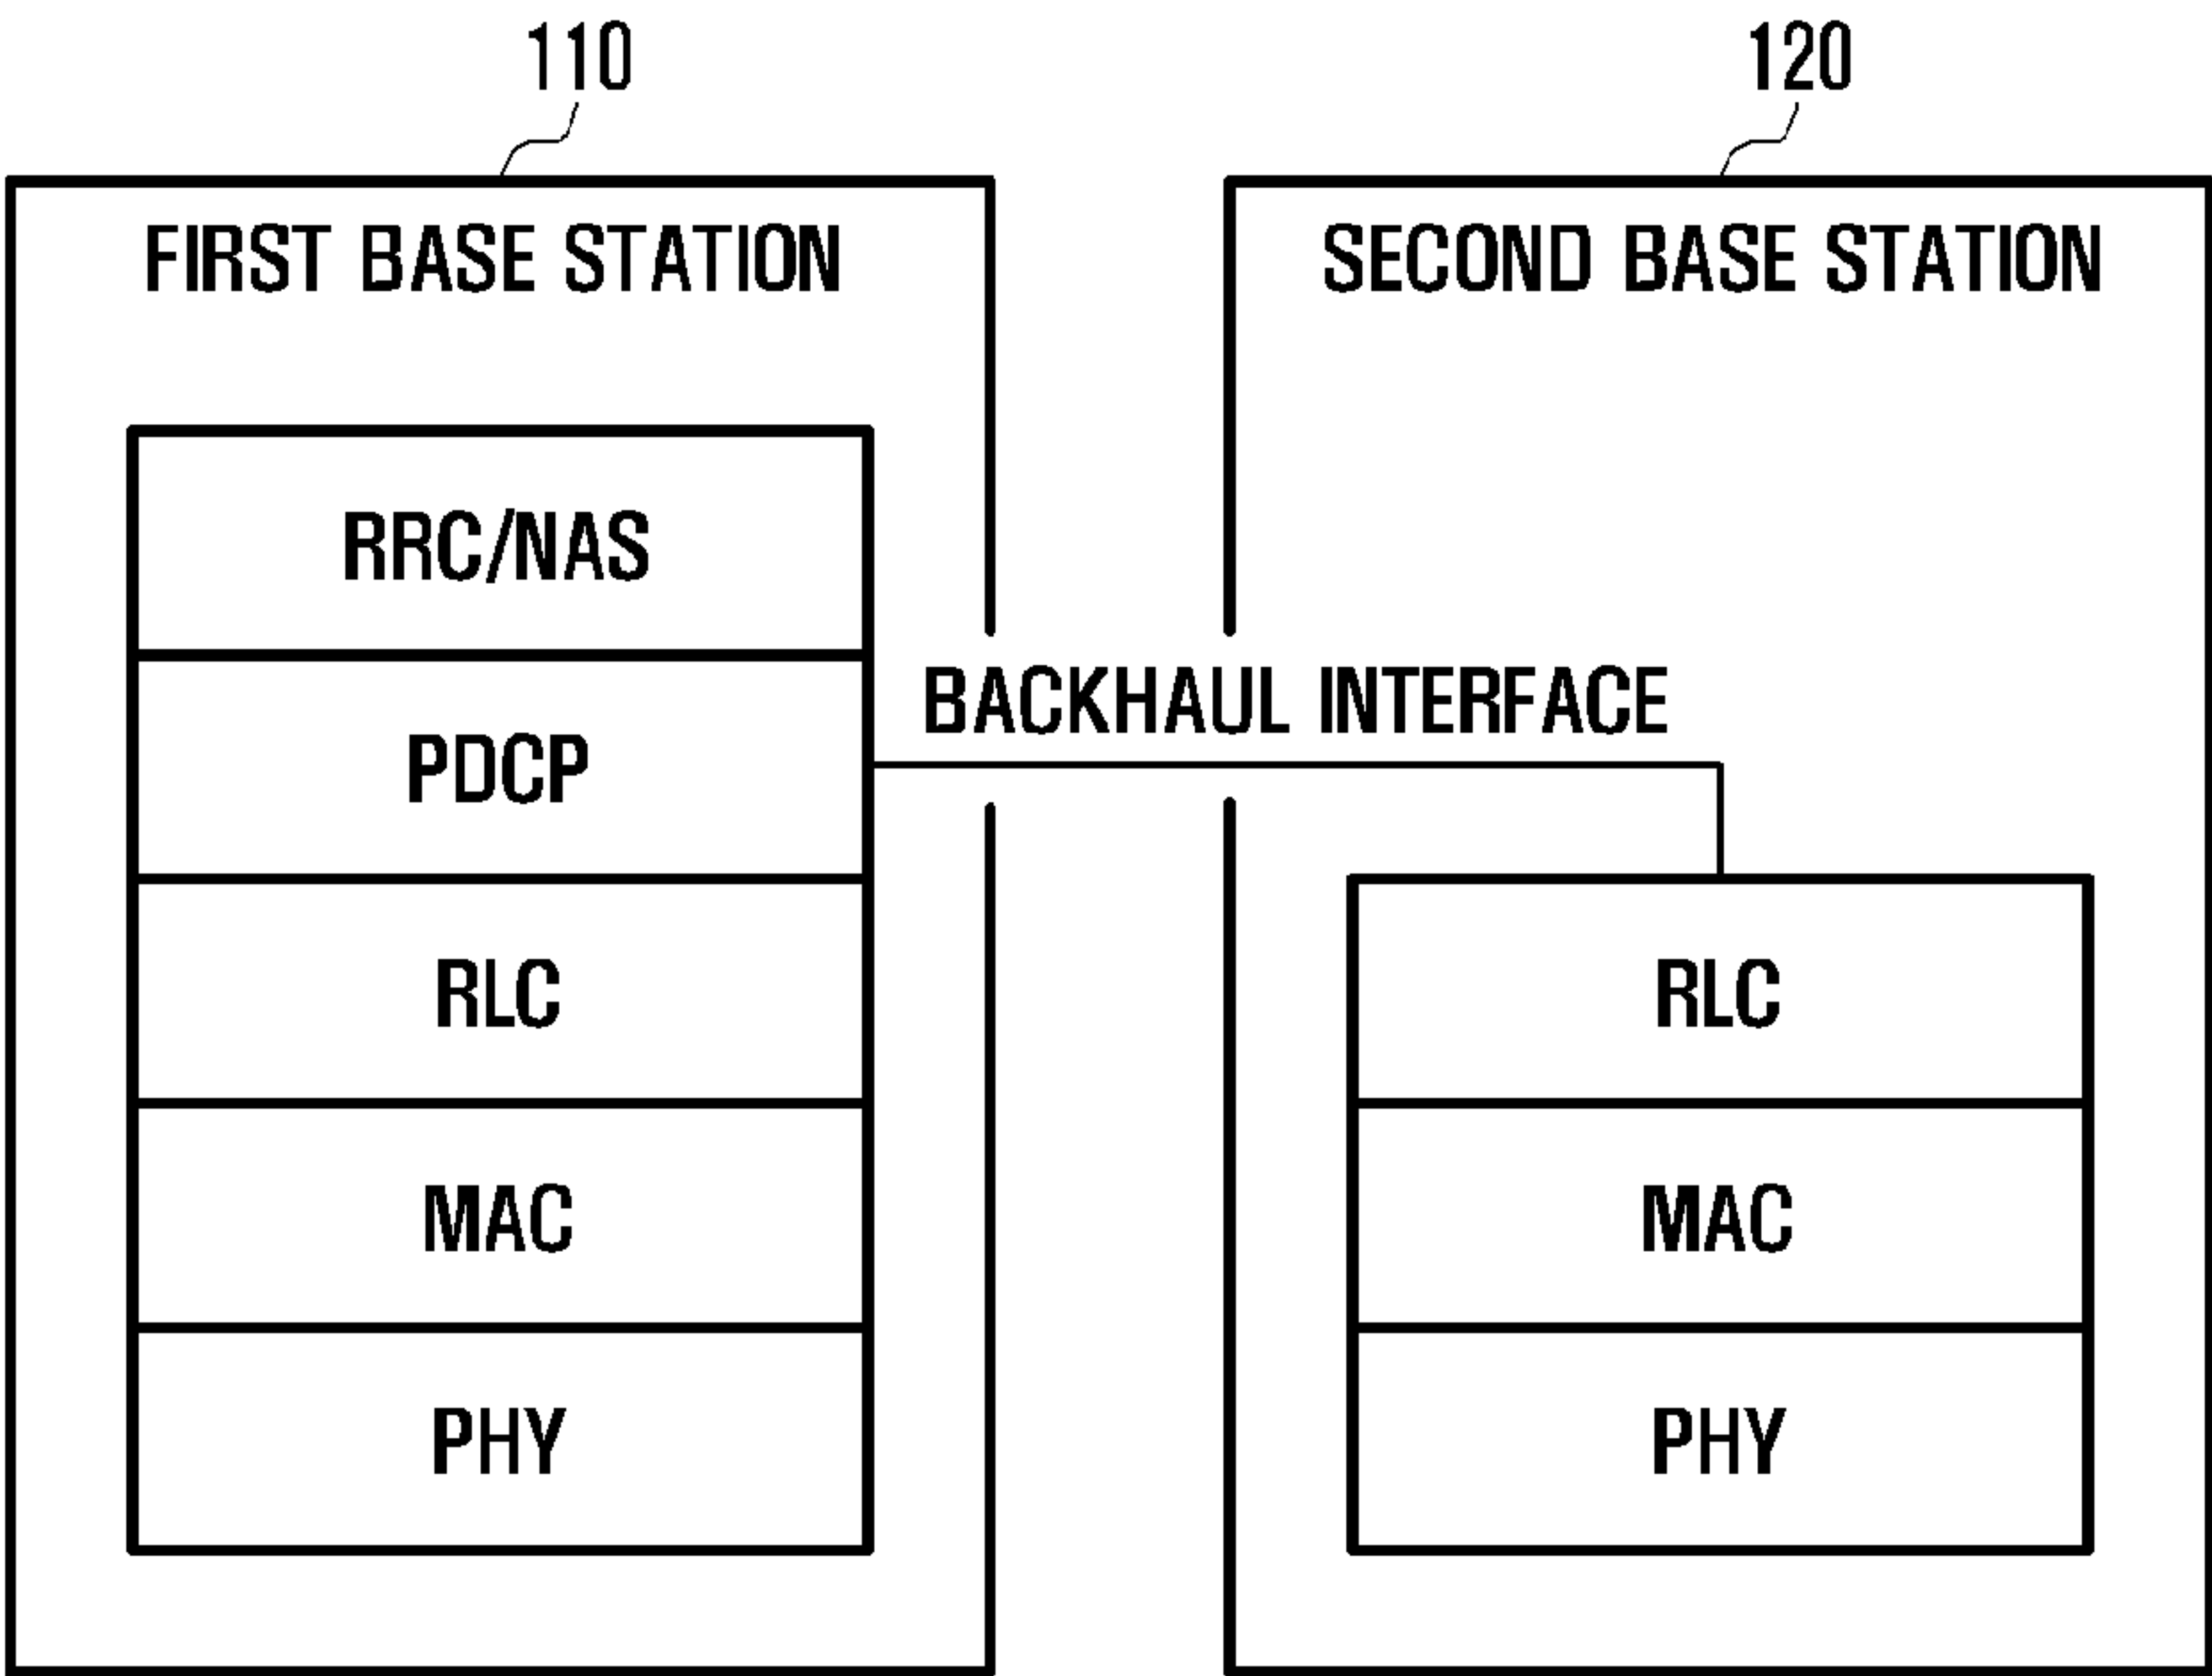 110
120
FIRST BASE STATION
SECOND BASE STATION
RRC/NAS
BACKHAUL INTERFACE
PDCP
RLC
RLC
MAC
MAC
PHY
PHY